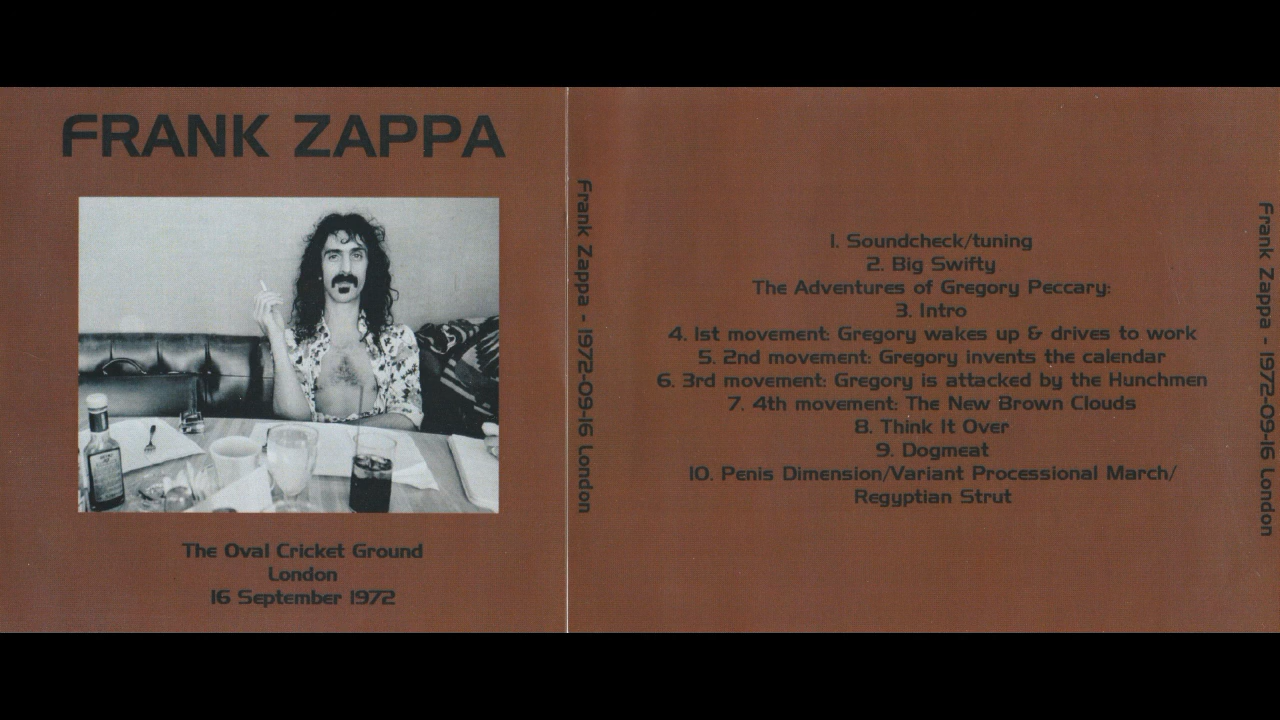 FRANK ZAPPA
The Oval Cricket Ground
London
16 September 1972
Frank Zappa - 1972-09-16 London
1. Soundcheck/tuning
2. Big Swifty
The Adventures of Gregory Peccary:
3. Intro
4. 1st movement: Gregory wakes up & drives to work
5. 2nd movement: Gregory invents the calendar
6. 3rd movement: Gregory is attacked by the Hunchmen
7. 4th movement: The New Brown Clouds
8. Think It Over
9. Dogmeat
10. Penis Dimension/Variant Processional March/
Regyptian Strut
Frank Zappa - 1972-09-16 London